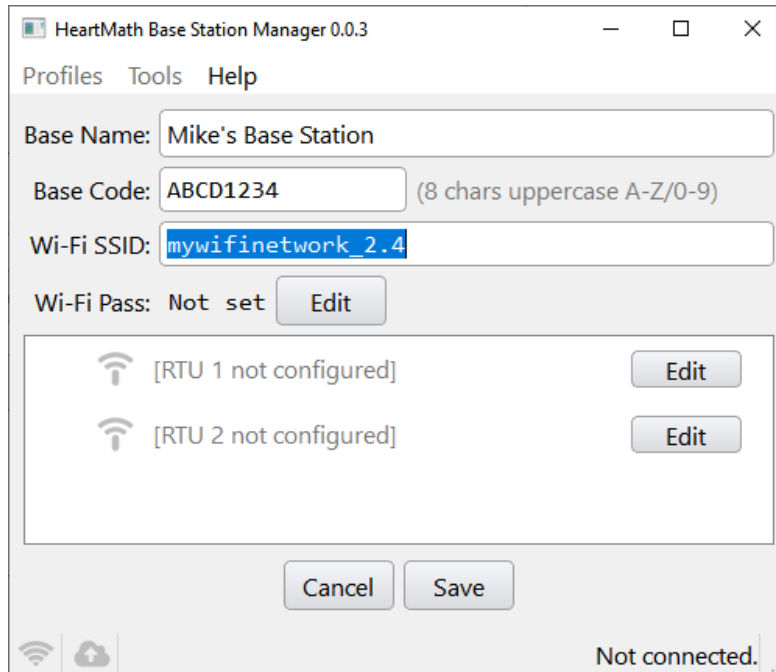 HeartMath Base Station Manager 0.0.3
Profiles Tools Help
Base Name: Mike's Base Station
Base Code: ABCD1234 (8 chars uppercase A-Z/0-9)
Wi-Fi SSID: mywifinetwork_2.4
Wi-Fi Pass: Not set Edit
[RTU 1 not configured] Edit
[RTU 2 not configured] Edit
Cancel Save
Not connected.